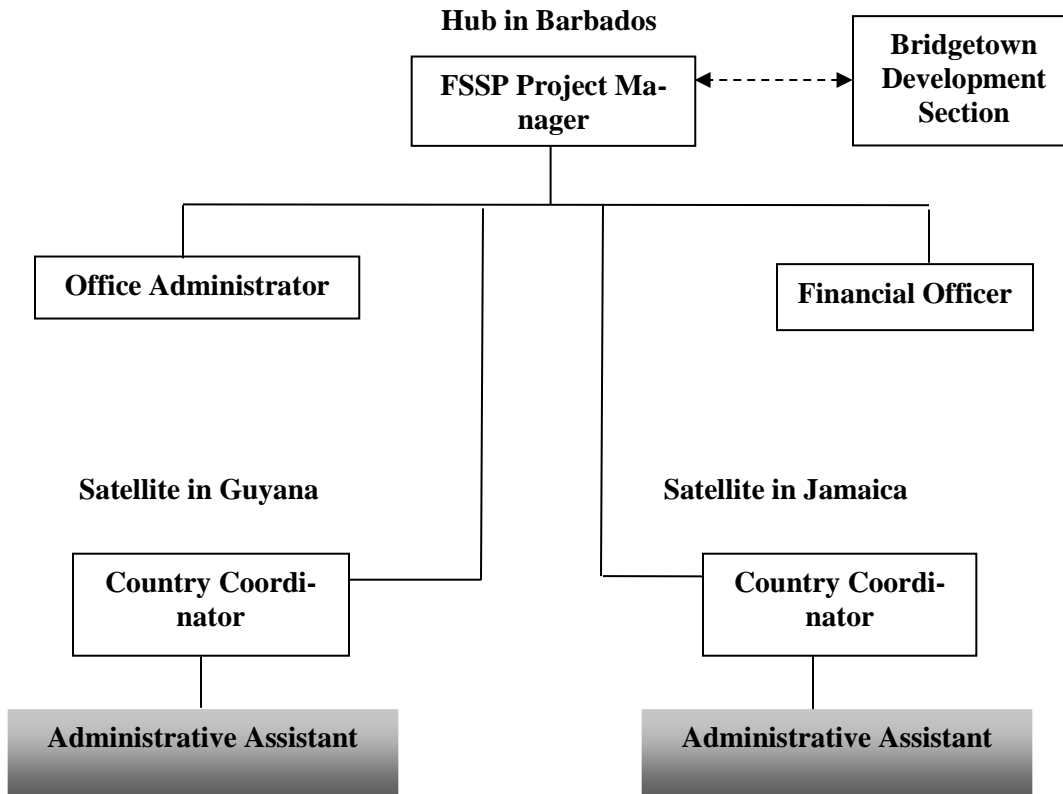 Hub in Barbados
FSSP Project Ma-
nager
Bridgetown
Development
Section
Office Administrator
Financial Officer
Satellite in Guyana
Satellite in Jamaica
Country Coordi-
nator
Country Coordi-
nator
Administrative Assistant
Administrative Assistant